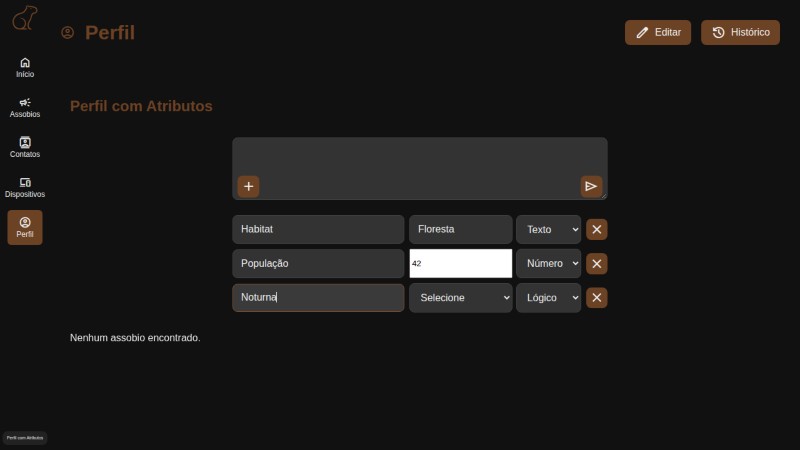 Perfil
Editar
Histórico
Início
Assobios
Contatos
Dispositivos
Perfil
Perfil com Atributos
Habitat
Floresta
Texto
População
42
Número
Noturna
Selecione
Lógico
Nenhum assobio encontrado.
Perfil com Atributos